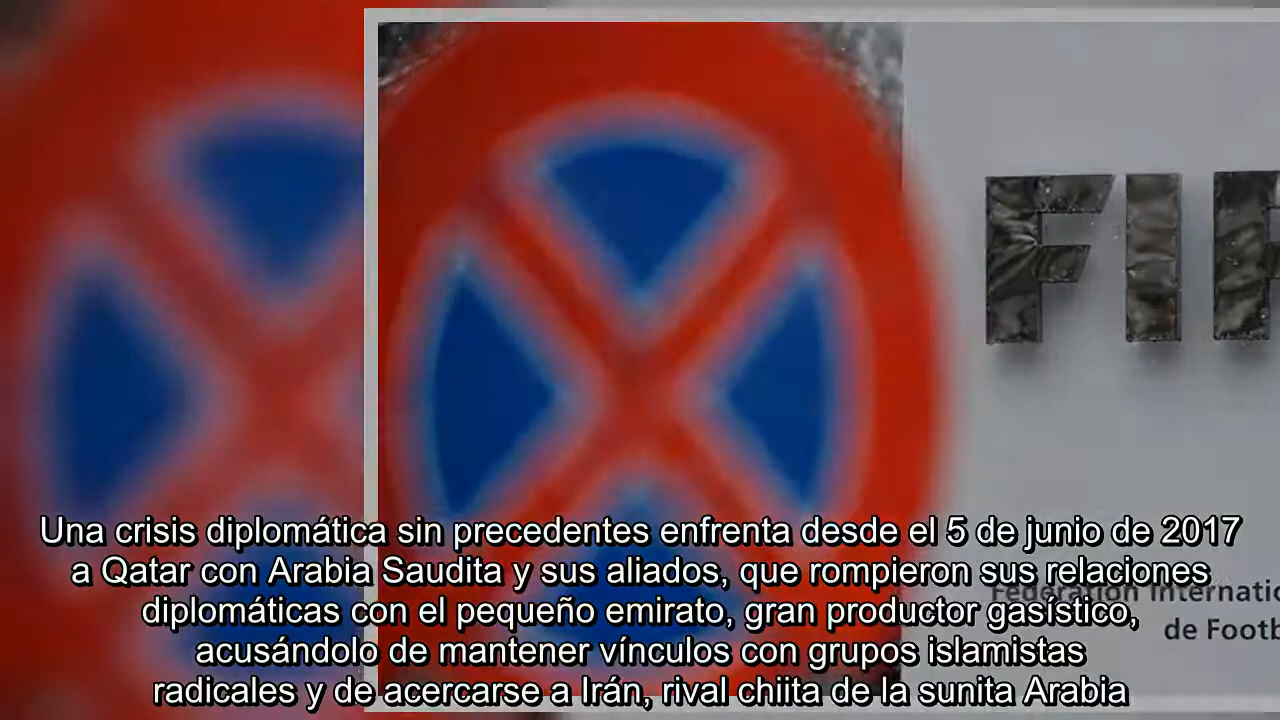 FI
Fédération Internatio
de Footb
Una crisis diplomática sin precedentes enfrenta desde el 5 de junio de 2017
a Qatar con Arabia Saudita y sus aliados, que rompieron sus relaciones
diplomáticas con el pequeño emirato, gran productor gasístico,
acusándolo de mantener vínculos con grupos islamistas
radicales y de acercarse a Irán, rival chiita de la sunita Arabia